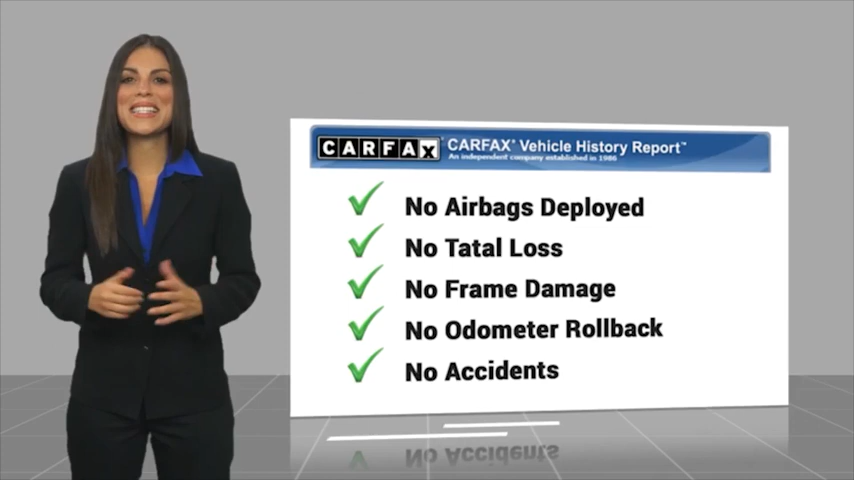 CARFAX CARFAX® Vehicle History Report™
An independent company established in 1986
No Airbags Deployed
No Tatal Loss
No Frame Damage
No Odometer Rollback
No Accidents
No Accidents